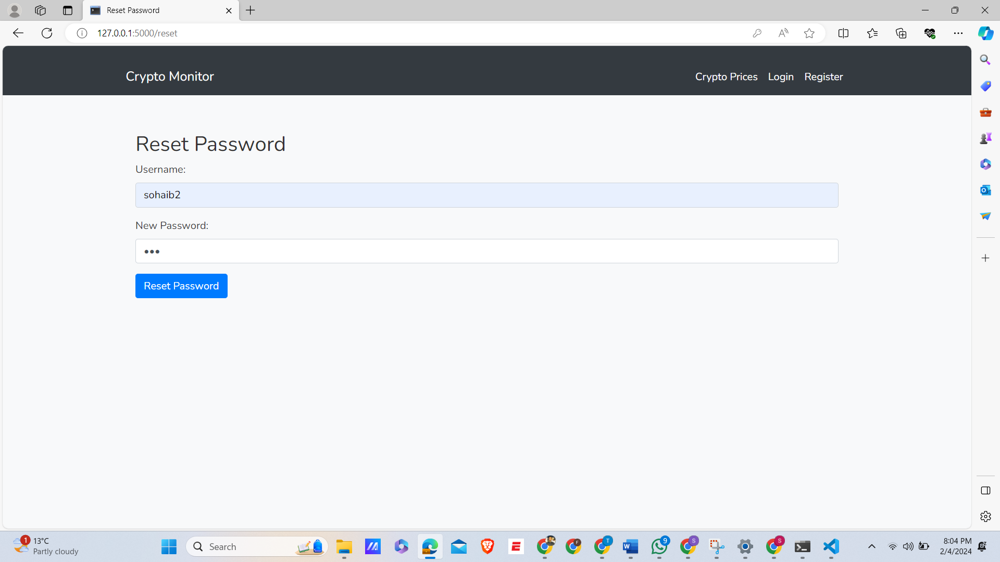 Reset Password
127.0.0.1:5000/reset
Crypto Monitor
Crypto Prices Login Register
Reset Password
Username:
sohaib2
New Password:
•••
Reset Password
1
13°C
Partly cloudy
Search
F
T
W
9
S
S
8:04 PM
2/4/2024